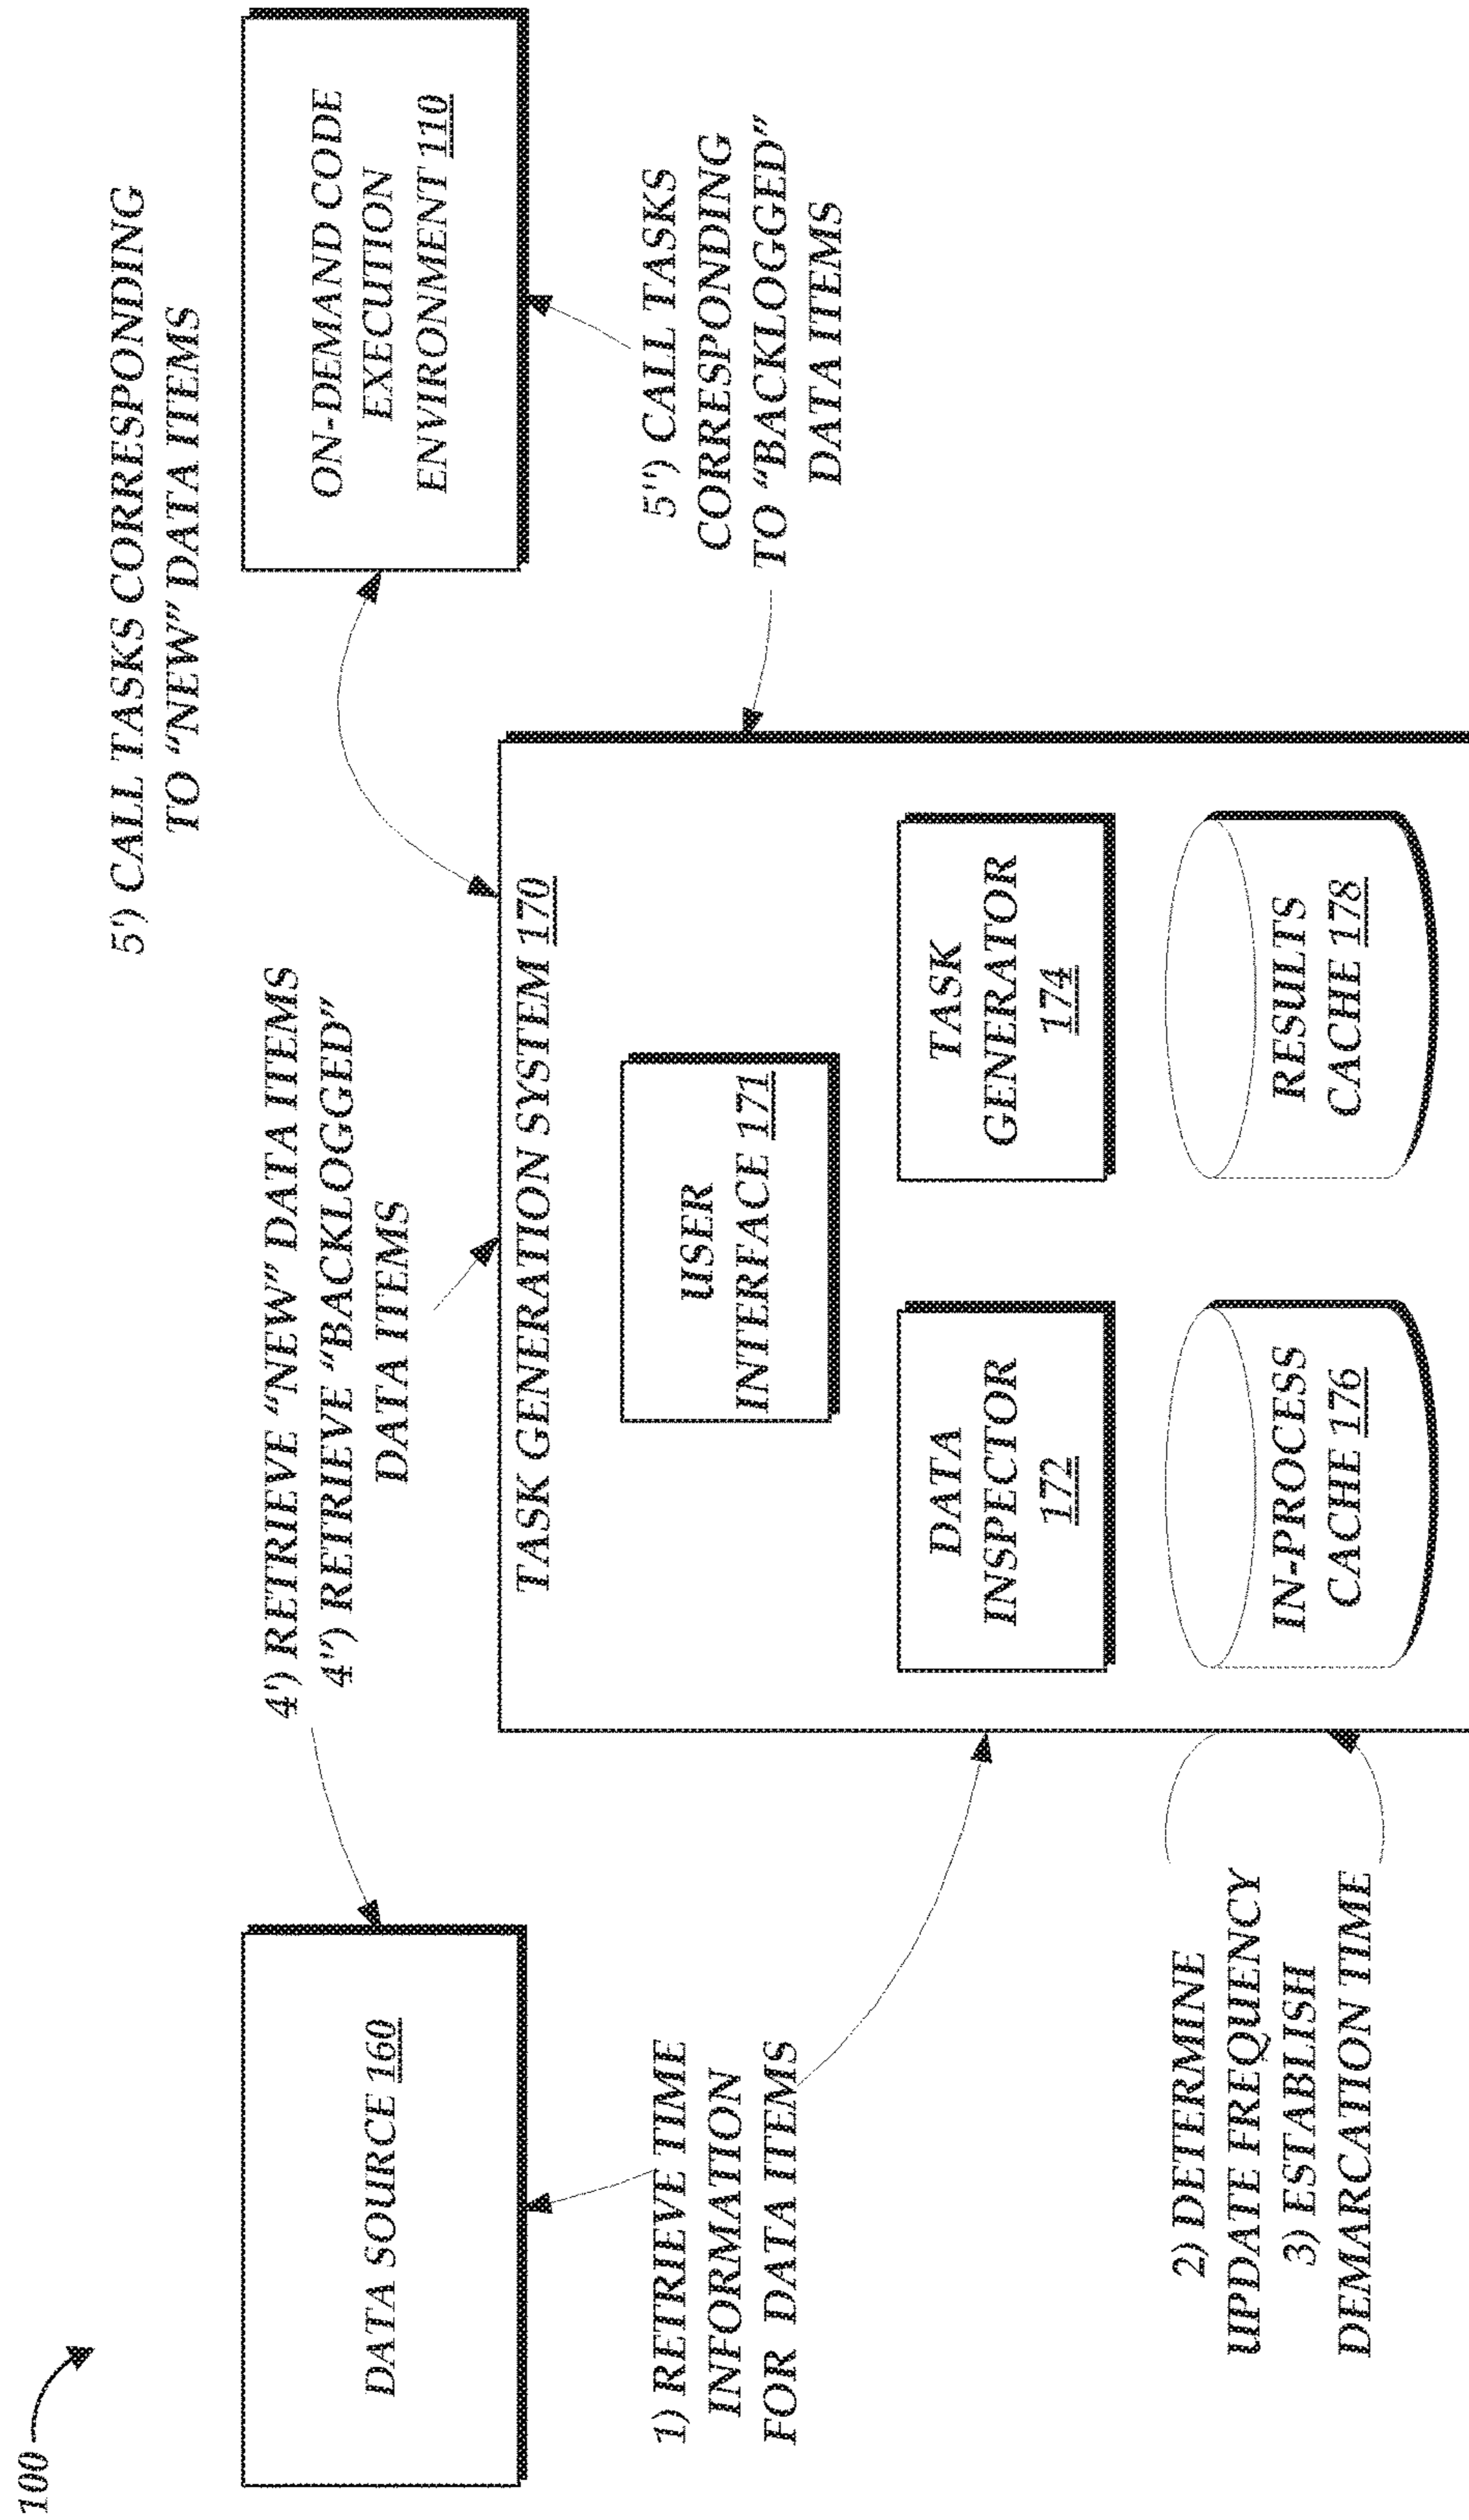 100
5') CALL TASKS CORRESPONDING
TO "NEW" DATA ITEMS
4') RETRIEVE "NEW" DATA ITEMS
4'') RETRIEVE "BACKLOGGED"
DATA ITEMS
DATA SOURCE 160
ON-DEMAND CODE
EXECUTION
ENVIRONMENT 110
1) RETRIEVE TIME
INFORMATION
FOR DATA ITEMS
TASK GENERATION SYSTEM 170
5'') CALL TASKS
CORRESPONDING
TO "BACKLOGGED"
DATA ITEMS
USER
INTERFACE 171
DATA
INSPECTOR
172
TASK
GENERATOR
174
2) DETERMINE
UPDATE FREQUENCY
3) ESTABLISH
DEMARCATION TIME
IN-PROCESS
CACHE 176
RESULTS
CACHE 178